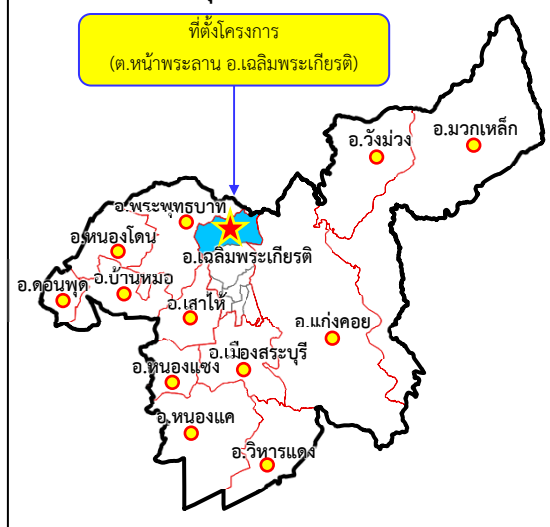 ที่ตั้งโครงการ
(ต.หน้าพระลาน อ.เฉลิมพระเกียรติ)
อ.มวกเหล็ก
อ.วังม่วง
อ.พระพุทธบาท
อ.หนองโดน
อ.เฉลิมพระเกียรติ
อ.ดอนพุด
อ.บ้านหมอ
อ.เสาไห้
อ.แก่งคอย
อ.เมืองสระบุรี
อ.หนองแซง
อ.หนองแค
อ.วิหารแดง